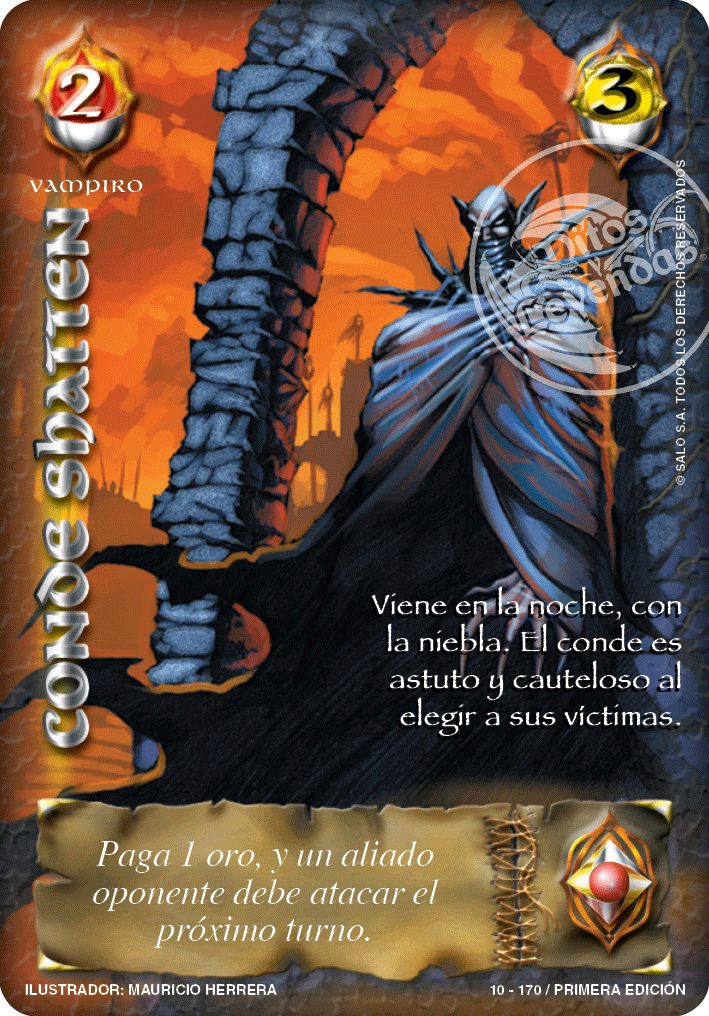 2
3
VAMPIRO
CONDE SHATTEN
Mitos
y
Leyendas
© SALO S.A. TODOS LOS DERECHOS RESERVADOS
Viene en la noche, con
la niebla. El conde es
astuto y cauteloso al
elegir a sus víctimas.
Paga 1 oro, y un aliado
oponente debe atacar el
próximo turno.
ILUSTRADOR: MAURICIO HERRERA
10 - 170 / PRIMERA EDICIÓN